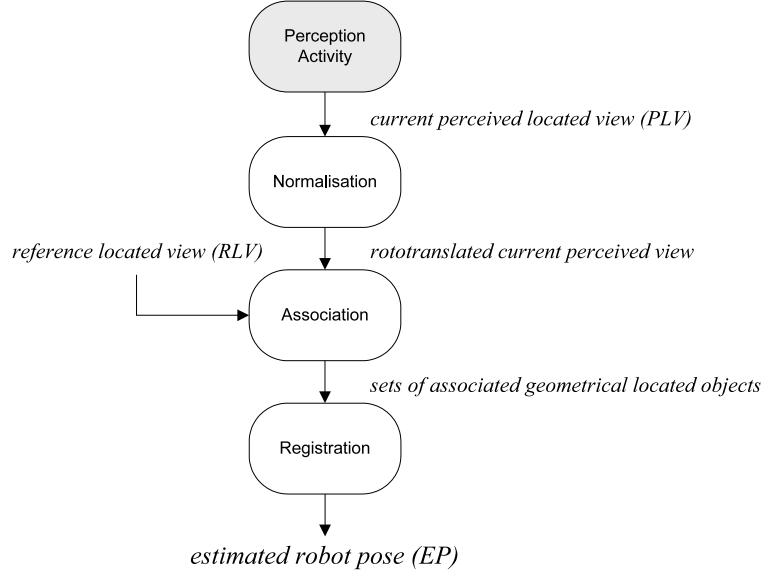 Perception
Activity
current perceived located view (PLV)
Normalisation
reference located view (RLV)
rototranslated current perceived view
Association
sets of associated geometrical located objects
Registration
estimated robot pose (EP)